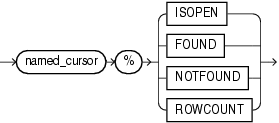 ISOPEN
FOUND
named_cursor % NOTFOUND
ROWCOUNT